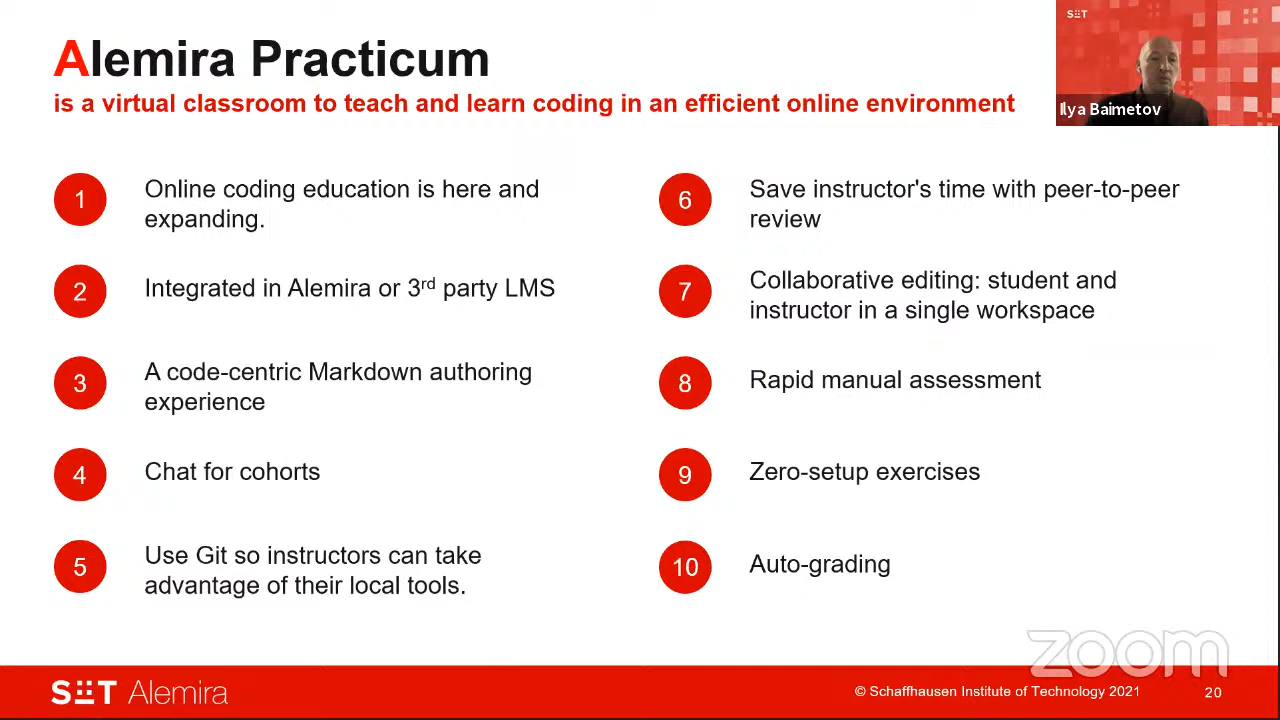 Alemira Practicum
is a virtual classroom to teach and learn coding in an efficient online environment
SIT
Ilya Baimetov
1
Online coding education is here and
expanding.
2
Integrated in Alemira or 3rd party LMS
3
A code-centric Markdown authoring
experience
4
Chat for cohorts
5
Use Git so instructors can take
advantage of their local tools.
6
Save instructor's time with peer-to-peer
review
7
Collaborative editing: student and
instructor in a single workspace
8
Rapid manual assessment
9
Zero-setup exercises
10
Auto-grading
zoom
SIT Alemira
© Schaffhausen Institute of Technology 2021
20